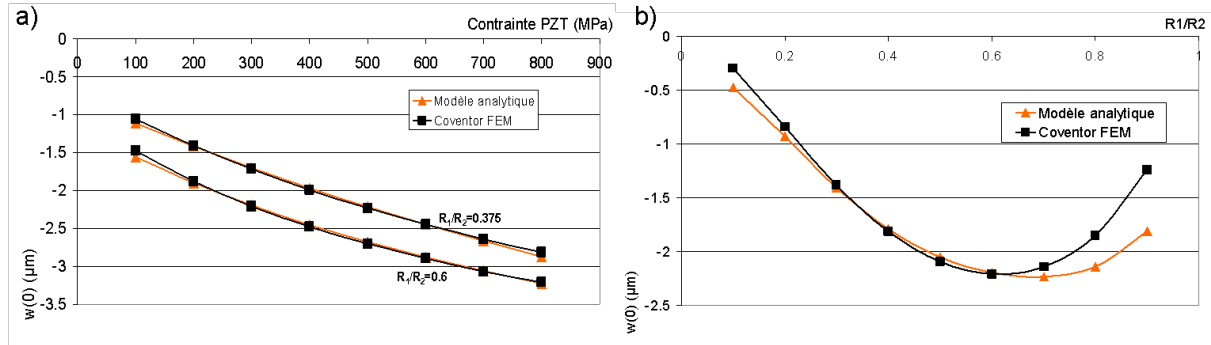 a)
Contrainte PZT (MPa)
0
100 200 300 400 500 600 700 800 900
-0.5
-1
-1.5
-2
-2.5
-3
-3.5
w(0) (µm)
Modèle analytique
Coventor FEM
R1/R2=0.375
R1/R2=0.6
b)
R1/R2
0
0 0.2 0.4 0.6 0.8 1
-0.5
-1
-1.5
-2
-2.5
w(0) (µm)
Modèle analytique
Coventor FEM